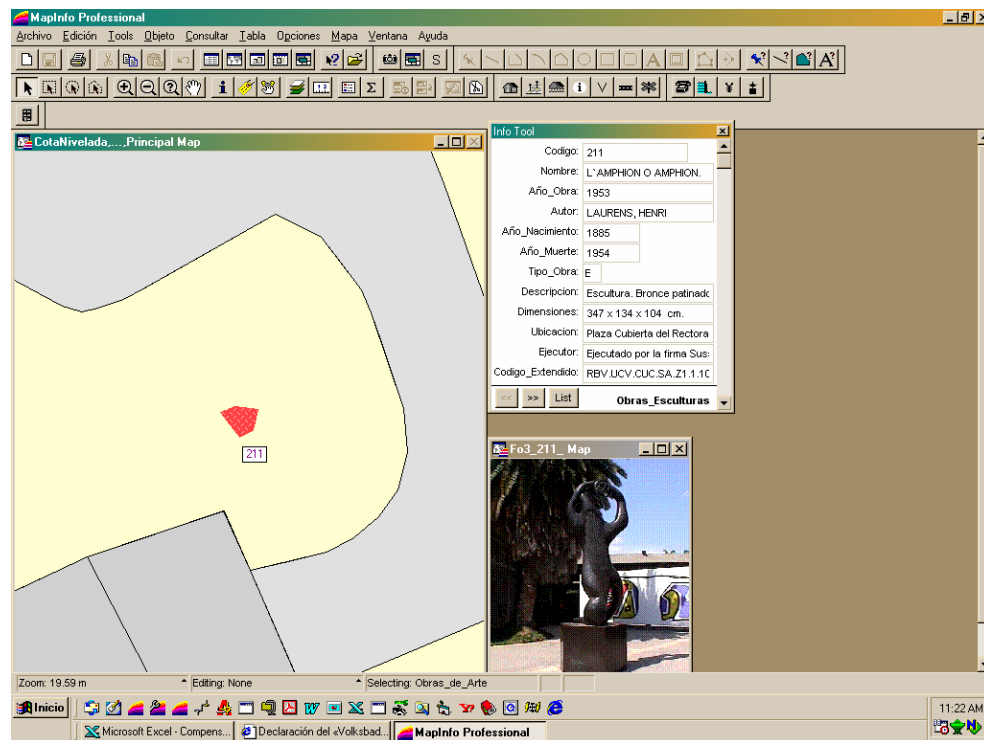 MapInfo Professional
Archivo Edición Tools Objeto Consultar Tabla Opciones Mapa Ventana Ayuda
CotaNivelada,...,Principal Map
211
Info Tool
Codigo: 211
Nombre: L`AMPHION O AMPHION.
Año_Obra: 1953
Autor: LAURENS, HENRI
Año_Nacimiento: 1885
Año_Muerte: 1954
Tipo_Obra: E
Descripcion: Escultura. Bronce patinado
Dimensiones: 347 x 134 x 104 cm.
Ubicacion: Plaza Cubierta del Rectora
Ejecutor: Ejecutado por la firma Sus
Codigo_Extendido: RBV.UCV.CUC.SA.Z1.1.10
<< >> List Obras_Esculturas
Fo3_211_ Map
Zoom: 19.59 m Editing: None Selecting: Obras_de_Arte
Inicio
11:22 AM
Microsoft Excel - Compens... Declaración del «Volksbad... MapInfo Professional